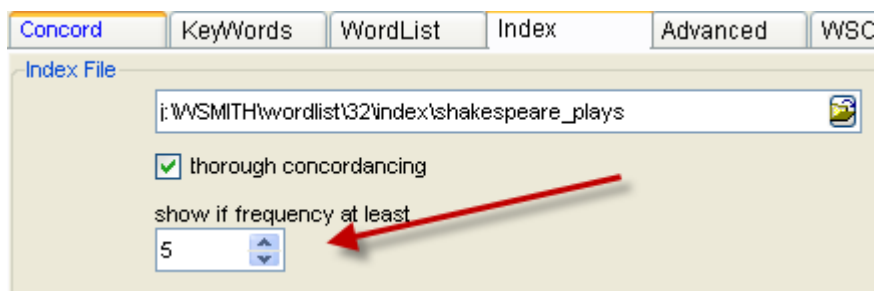 Concord KeyWords WordList Index Advanced WSC
Index File
j:\WSMITH\wordlist\32\index\shakespeare_plays
thorough concordancing
show if frequency at least
5